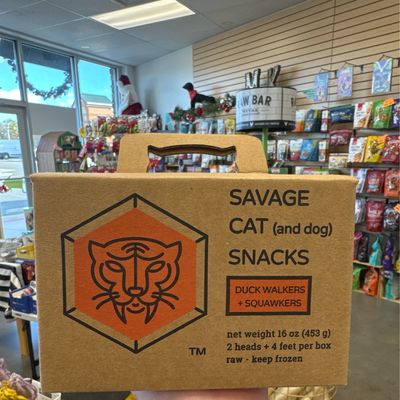 RAW BAR
SAVAGE
CAT (and dog)
SNACKS
DUCK WALKERS
+ SQUAWKERS
net weight 16 oz (453 g)
2 heads + 4 feet per box
raw - keep frozen
TM